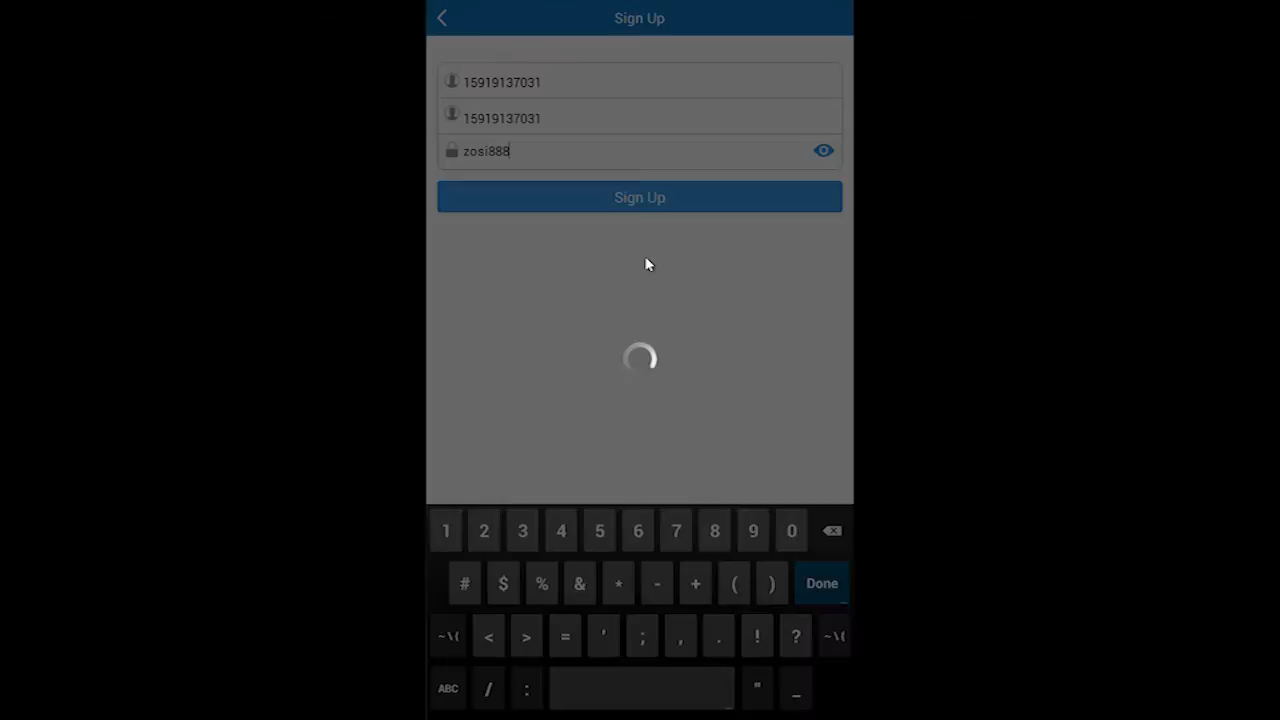 Sign Up
15919137031
15919137031
zosi888
Sign Up
1 2 3 4 5 6 7 8 9 0
# $ % & * - + ( ) Done
~\{ < > = ' ; , . ! ? ~\{
ABC / : " _